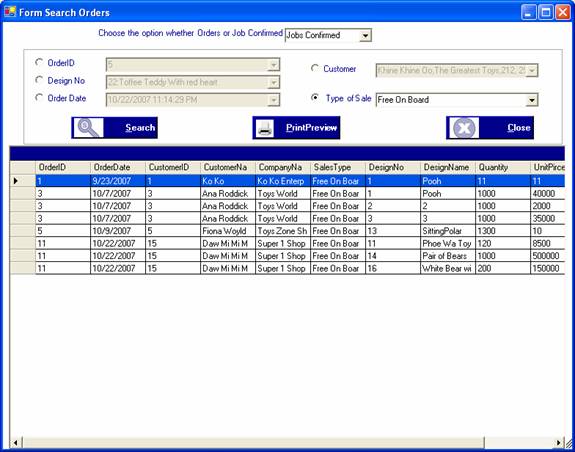 Form Search Orders
Choose the option whether Orders or Job Confirmed Jobs Confirmed
OrderID 5
Customer Khine Khine Oo,The Greatest Toys,212, 25
Design No 22:Toffee Teddy With red heart
Order Date 10/22/2007 11:14:29 PM
Type of Sale Free On Board
Search PrintPreview Close
OrderID OrderDate CustomerID CustomerNa CompanyNa SalesType DesignNo DesignName Quantity UnitPirce
1 9/23/2007 1 Ko Ko Ko Ko Enterp Free On Boar 1 Pooh 11 11
3 10/7/2007 3 Ana Roddick Toys World Free On Boar 1 Pooh 1000 40000
3 10/7/2007 3 Ana Roddick Toys World Free On Boar 2 2 1000 2000
3 10/7/2007 3 Ana Roddick Toys World Free On Boar 3 3 1000 35000
5 10/9/2007 5 Fiona Woyld Toys Zone Sh Free On Boar 13 SittingPolar 1300 10
11 10/22/2007 15 Daw Mi Mi M Super 1 Shop Free On Boar 11 Phoe Wa Toy 120 8500
11 10/22/2007 15 Daw Mi Mi M Super 1 Shop Free On Boar 14 Pair of Bears 1000 500000
11 10/22/2007 15 Daw Mi Mi M Super 1 Shop Free On Boar 16 White Bear wi 200 150000